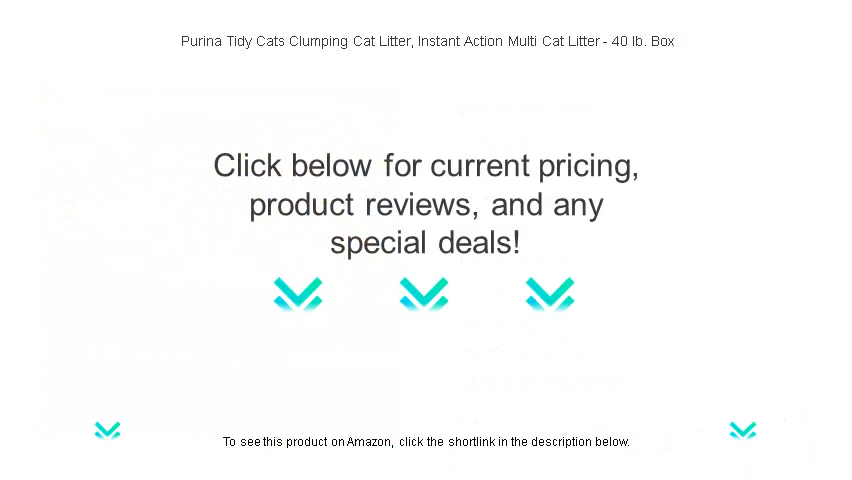 Purina Tidy Cats Clumping Cat Litter, Instant Action Multi Cat Litter - 40 lb. Box
Click below for current pricing,
product reviews, and any
special deals!
To see this product on Amazon, click the shortlink in the description below.